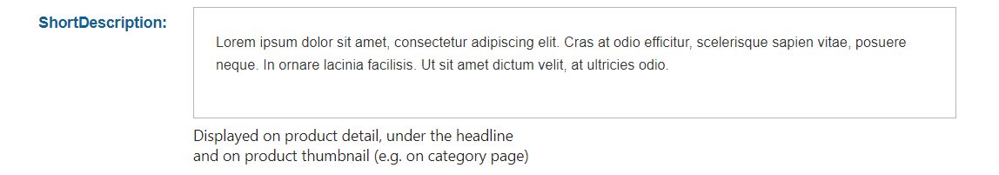 ShortDescription:
Lorem ipsum dolor sit amet, consectetur adipiscing elit. Cras at odio efficitur, scelerisque sapien vitae, posuere
neque. In ornare lacinia facilisis. Ut sit amet dictum velit, at ultricies odio.
Displayed on product detail, under the headline
and on product thumbnail (e.g. on category page)